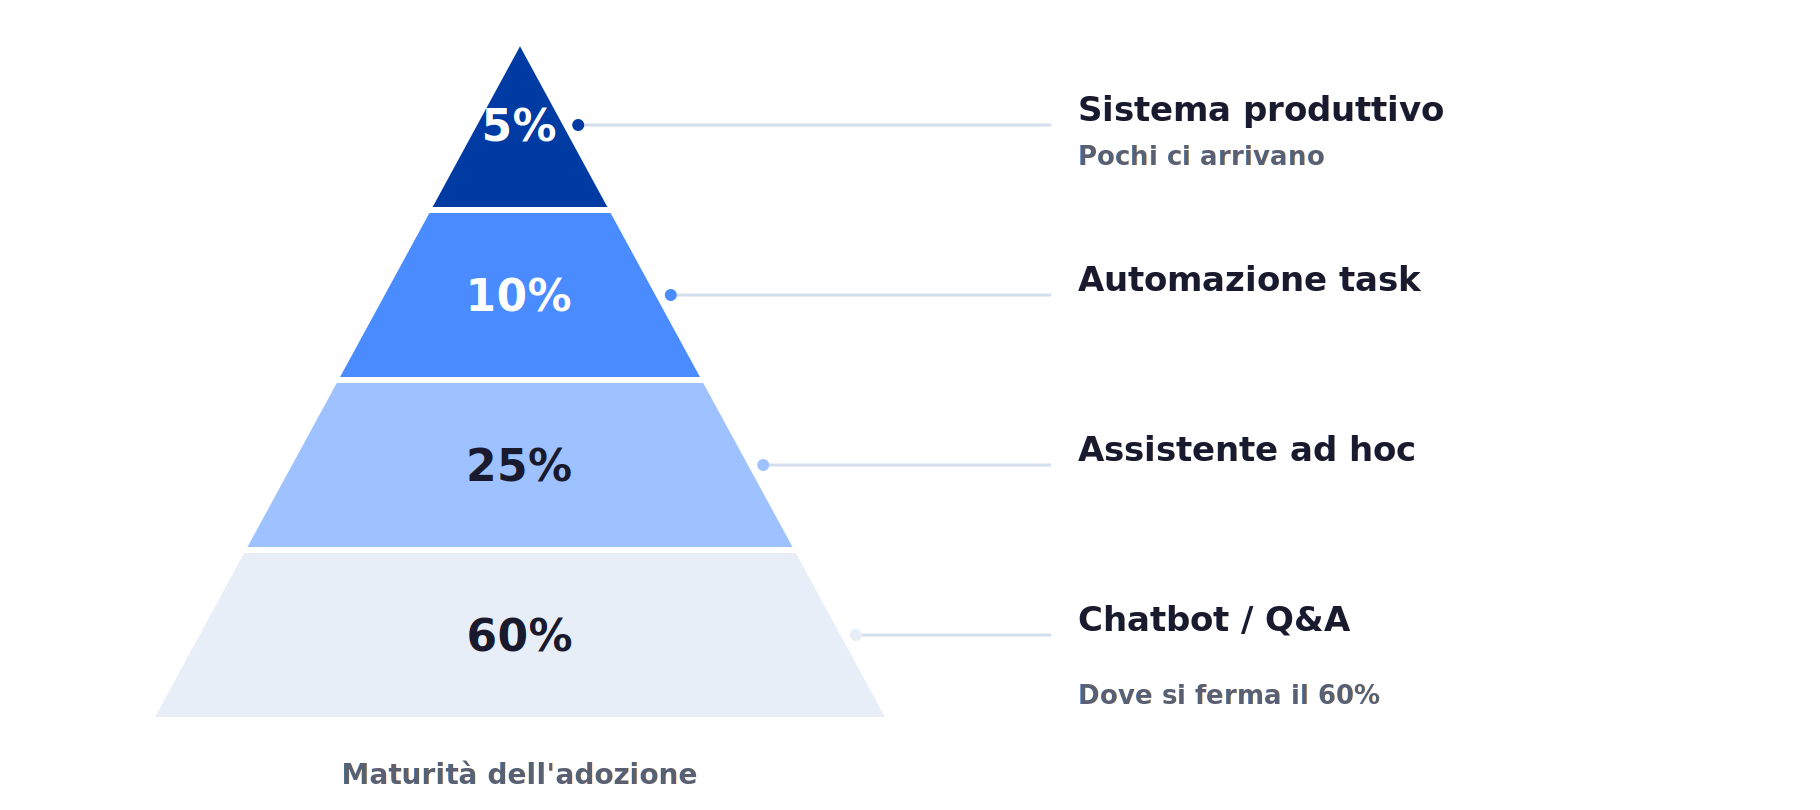 5%
Sistema produttivo
Pochi ci arrivano
10%
Automazione task
25%
Assistente ad hoc
60%
Chatbot / Q&A
Dove si ferma il 60%
Maturità dell'adozione